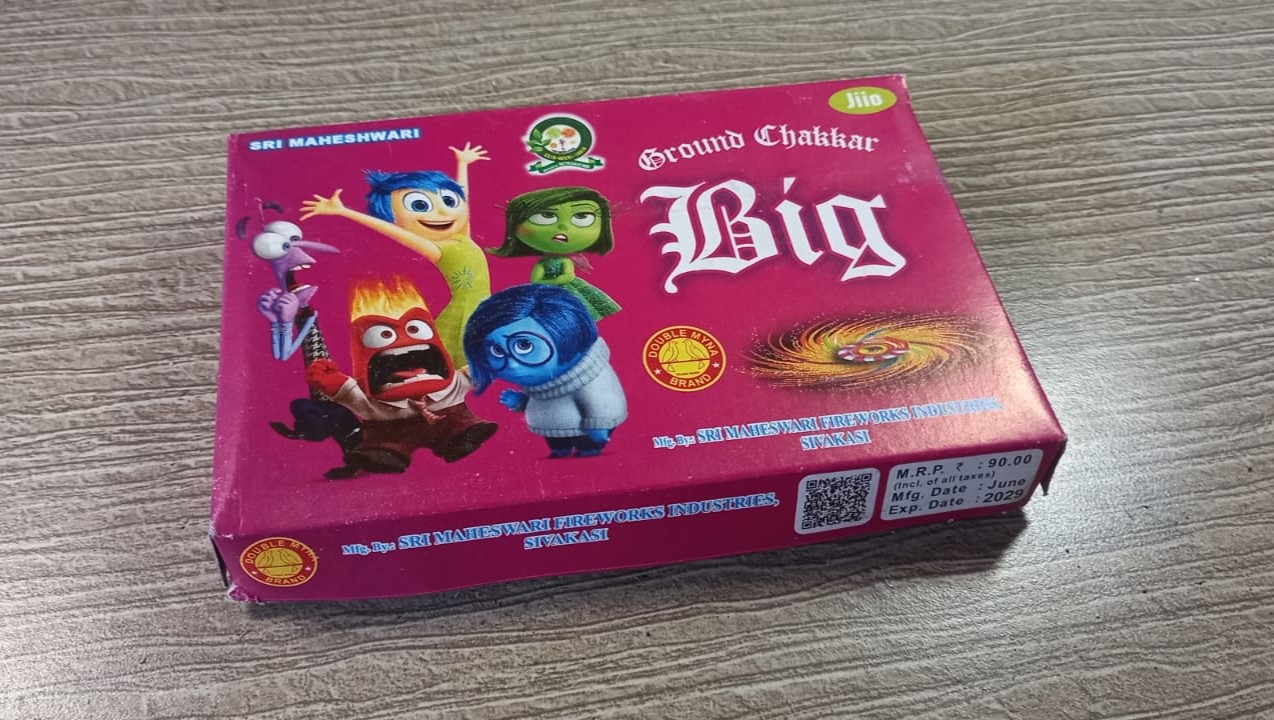 SRI MAHESHWARI
Jiio
Ground Chakkar
Big
DOUBLE MYNA
BRAND
Mfg. By.: SRI MAHESWARI FIREWORKS INDUSTRIES,
SIVAKASI
Mfg. By.: SRI MAHESWARI FIREWORKS INDUSTRIES,
SIVAKASI
DOUBLE MYNA
BRAND
M.R.P. ₹ : 90.00
(Incl. of all taxes)
Mfg. Date : June
Exp. Date : 2029